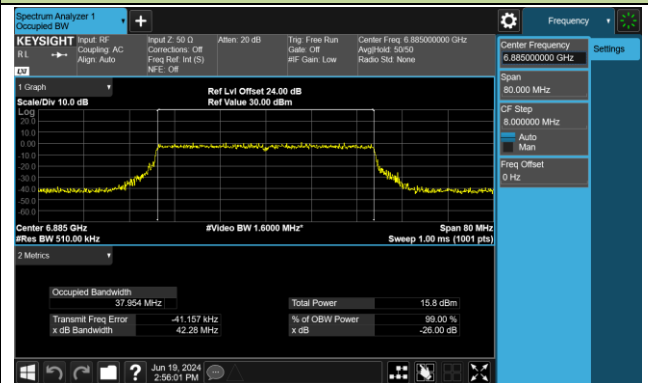 Spectrum Analyzer 1
Occupied BW
Frequency
KEYSIGHT
RL
Input: RF
Coupling: AC
Align: Auto
Input Z: 50 Ω
Corrections: Off
Freq Ref: Int (S)
NFE: Off
Atten: 20 dB
Trig: Free Run
Gate: Off
#IF Gain: Low
Center Freq: 6.885000000 GHz
Avg|Hold: 50/50
Radio Std: None
1 Graph
Scale/Div 10.0 dB
Ref Lvl Offset 24.00 dB
Ref Value 30.00 dBm
Log
20.0
10.0
0.00
-10.0
-20.0
-30.0
-40.0
-50.0
-60.0
Center 6.885 GHz
#Res BW 510.00 kHz
#Video BW 1.6000 MHz*
Span 80 MHz
Sweep 1.00 ms (1001 pts)
2 Metrics
Occupied Bandwidth
37.954 MHz
Total Power 15.8 dBm
Transmit Freq Error -41.157 kHz
% of OBW Power 99.00 %
x dB Bandwidth 42.28 MHz
x dB -26.00 dB
Jun 19, 2024
2:56:01 PM
Center Frequency
6.885000000 GHz
Settings
Span
80.000 MHz
CF Step
8.000000 MHz
Auto
Man
Freq Offset
0 Hz